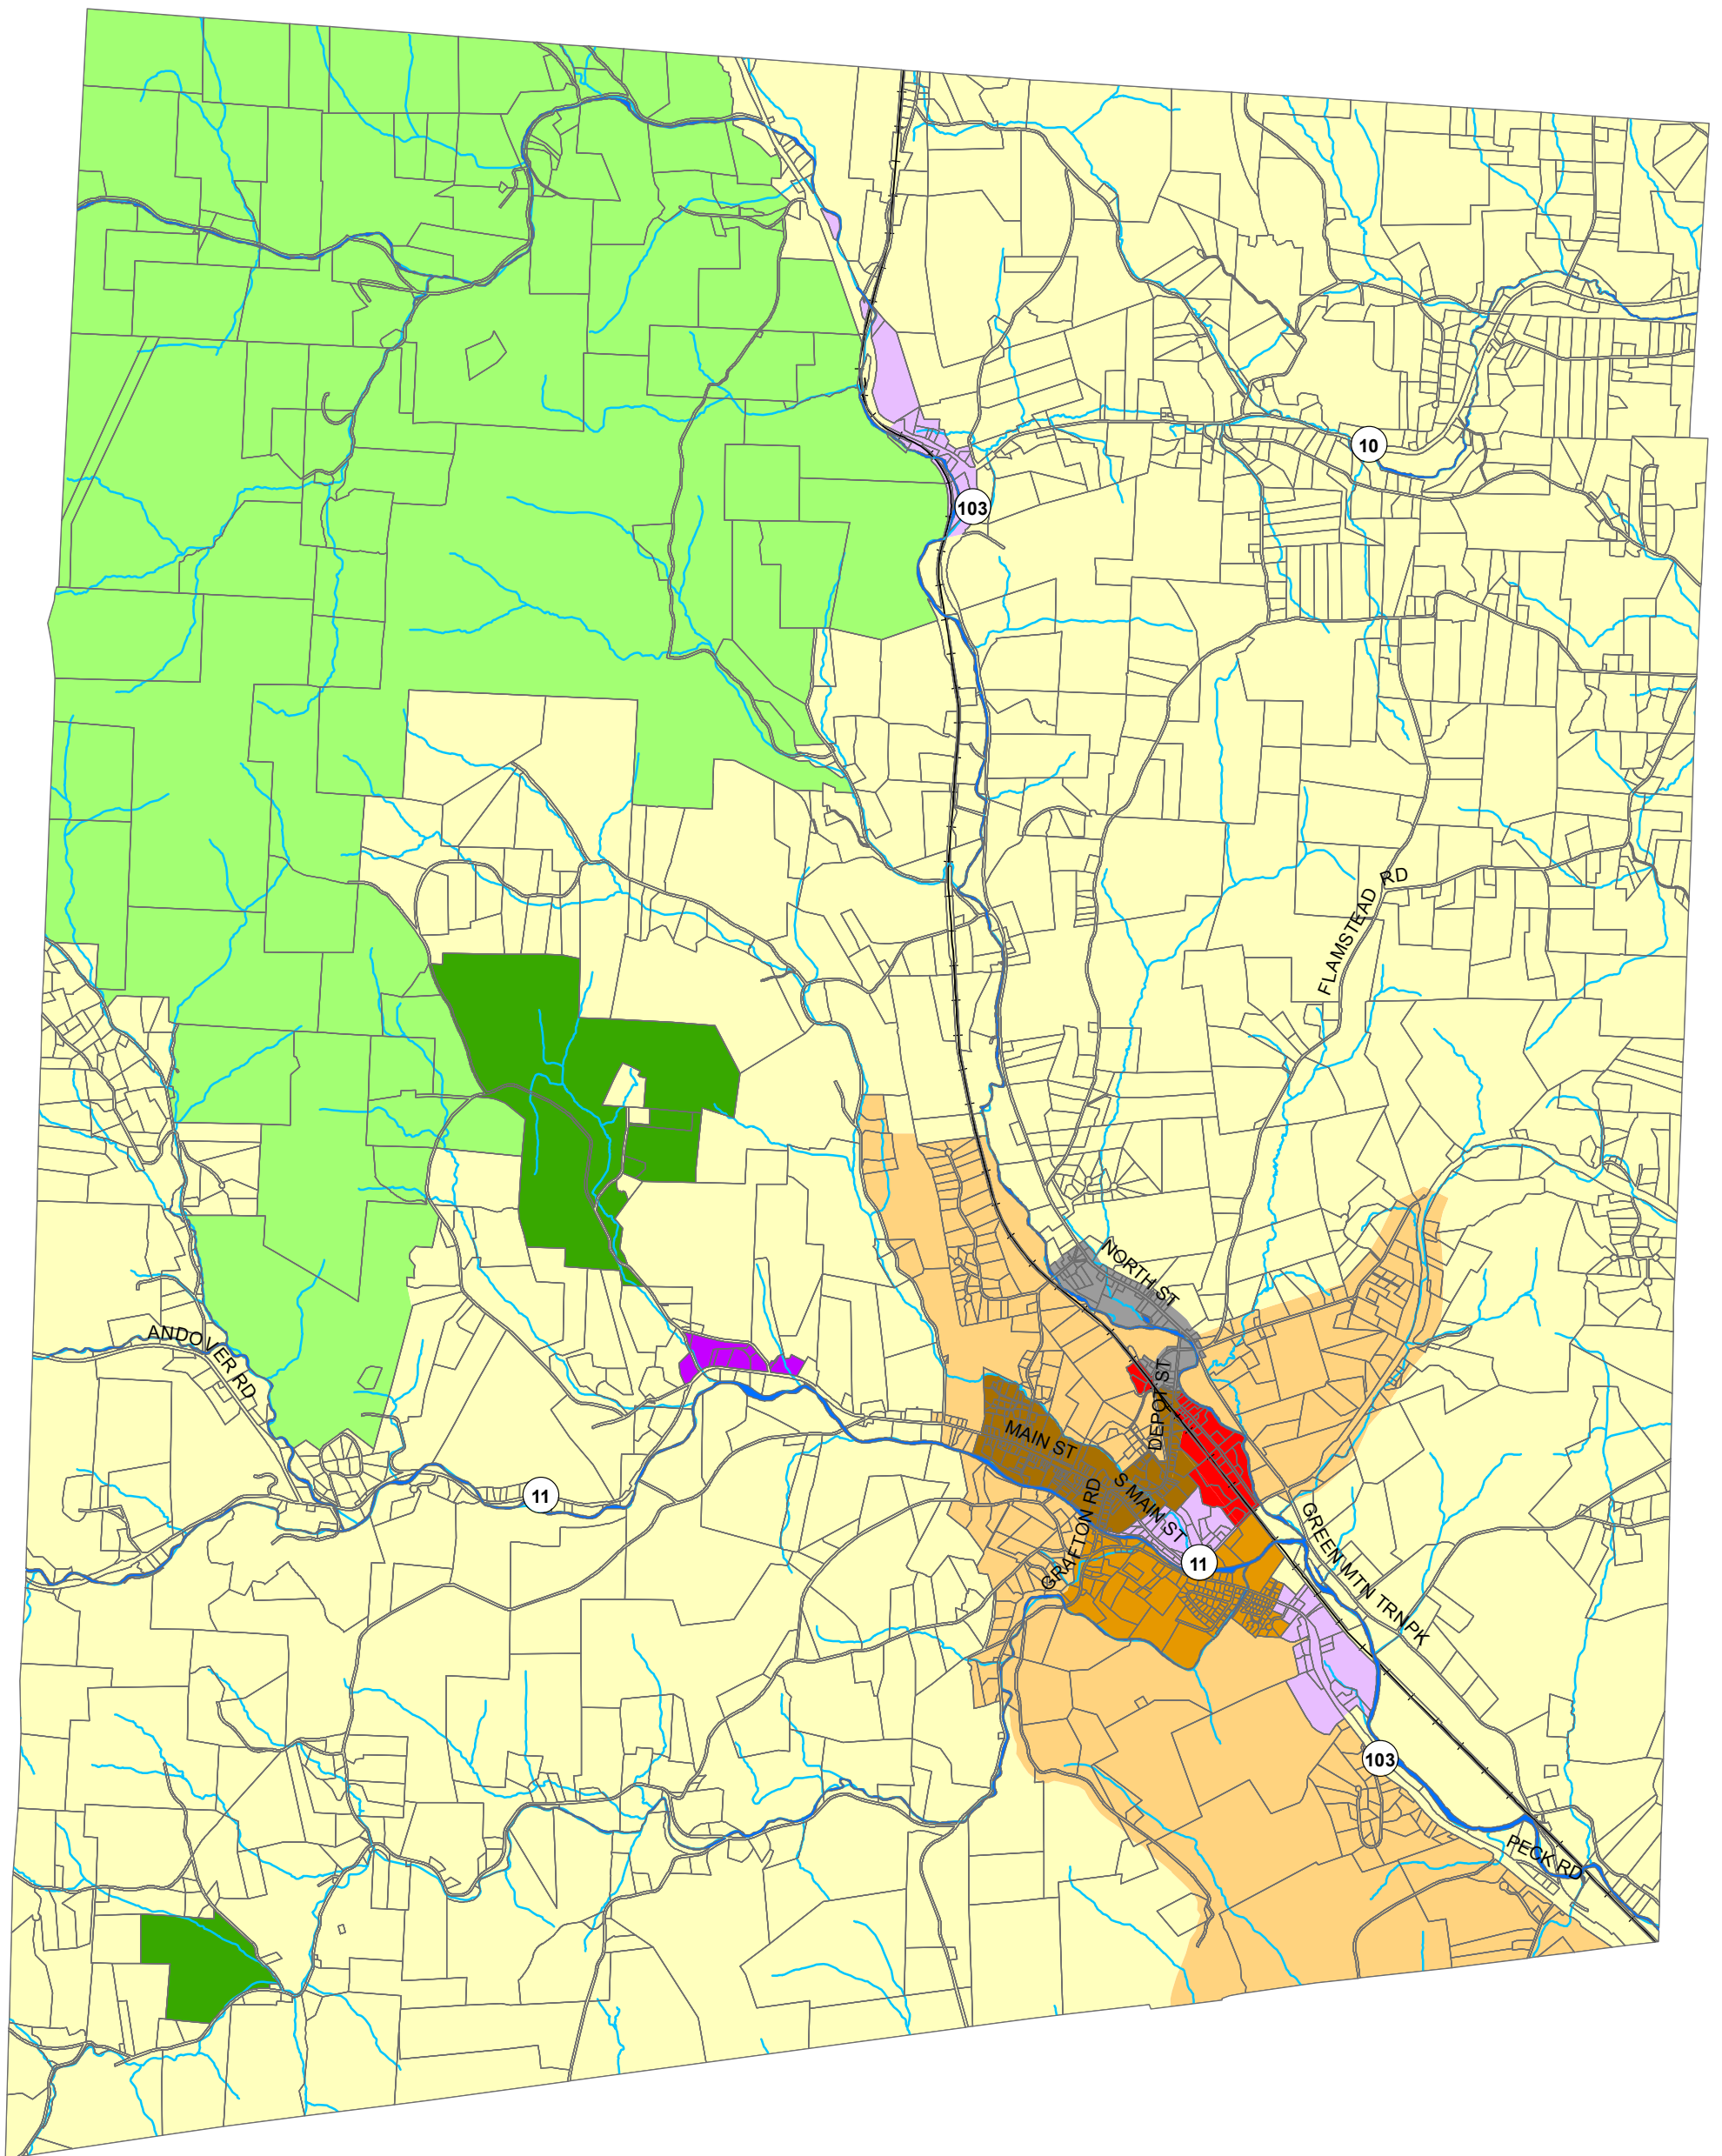 10
103
FLAMSTEAD RD
NORTH ST
ANDOVER RD
DEPOT ST
MAIN ST
S MAIN ST
11
GRAFTON RD
11
GREEN MTN TRNPK
103
PECK RD